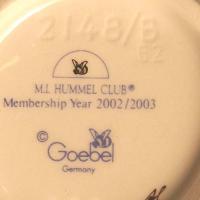 2148/B
62
M.I. HUMMEL CLUB®
Membership Year 2002/2003
©
Goebel
Germany